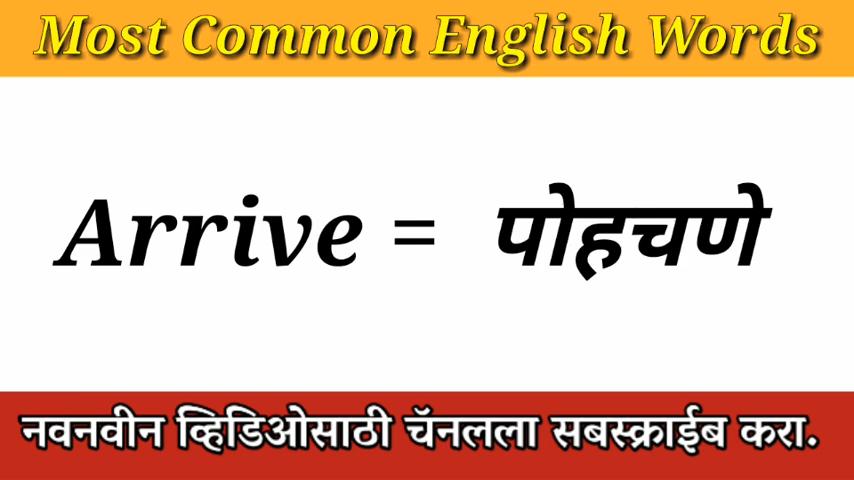 Most Common English Words
Arrive = पोहचणे
नवनवीन व्हिडिओसाठी चॅनलला सबस्क्राईब करा.